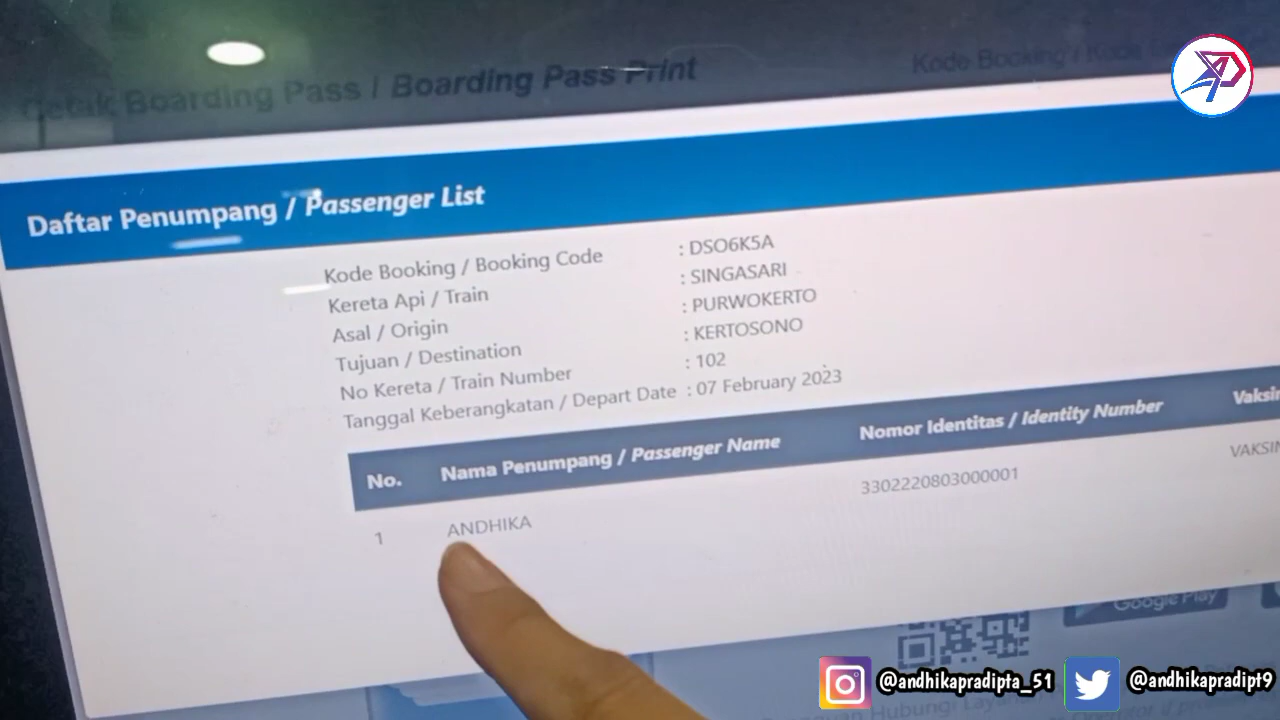 Cetak Boarding Pass / Boarding Pass Print
Kode Booking / Kode
Daftar Penumpang / Passenger List
Kode Booking / Booking Code : DSO6K5A
Kereta Api / Train : SINGASARI
Asal / Origin : PURWOKERTO
Tujuan / Destination : KERTOSONO
No Kereta / Train Number : 102
Tanggal Keberangkatan / Depart Date : 07 February 2023
No. Nama Penumpang / Passenger Name Nomor Identitas / Identity Number
1 ANDHIKA 3302220803000001
Google Play
Hubungi
@andhikapradipta_51 @andhikapradipt9